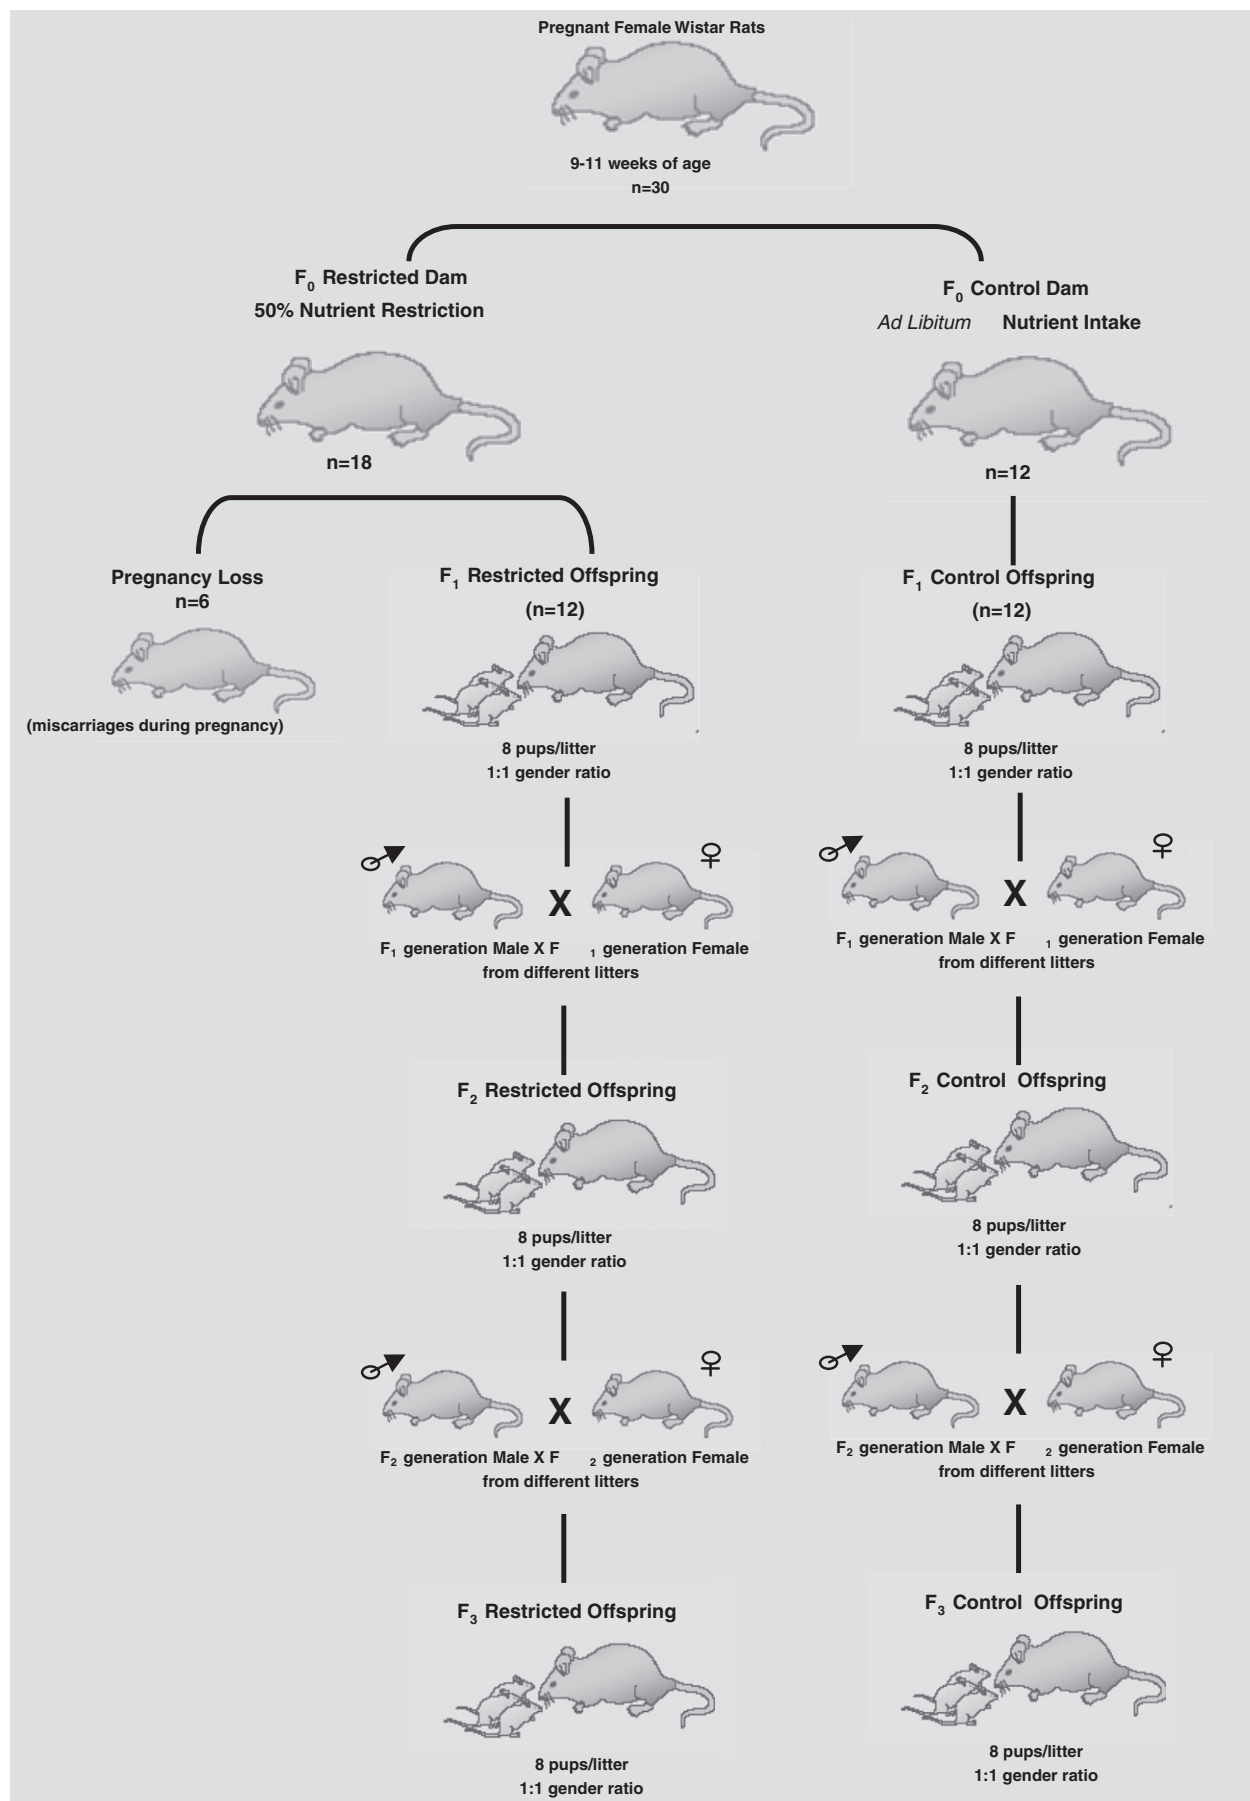 Pregnant Female Wistar Rats
9-11 weeks of age
n=30
F0 Restricted Dam
50% Nutrient Restriction
n=18
F0 Control Dam
Ad Libitum Nutrient Intake
n=12
Pregnancy Loss
n=6
(miscarriages during pregnancy)
F1 Restricted Offspring
(n=12)
8 pups/litter
1:1 gender ratio
F1 Control Offspring
(n=12)
8 pups/litter
1:1 gender ratio
X
F1 generation Male X F 1 generation Female
from different litters
X
F1 generation Male X F 1 generation Female
from different litters
F2 Restricted Offspring
8 pups/litter
1:1 gender ratio
F2 Control Offspring
8 pups/litter
1:1 gender ratio
X
F2 generation Male X F 2 generation Female
from different litters
X
F2 generation Male X F 2 generation Female
from different litters
F3 Restricted Offspring
8 pups/litter
1:1 gender ratio
F3 Control Offspring
8 pups/litter
1:1 gender ratio